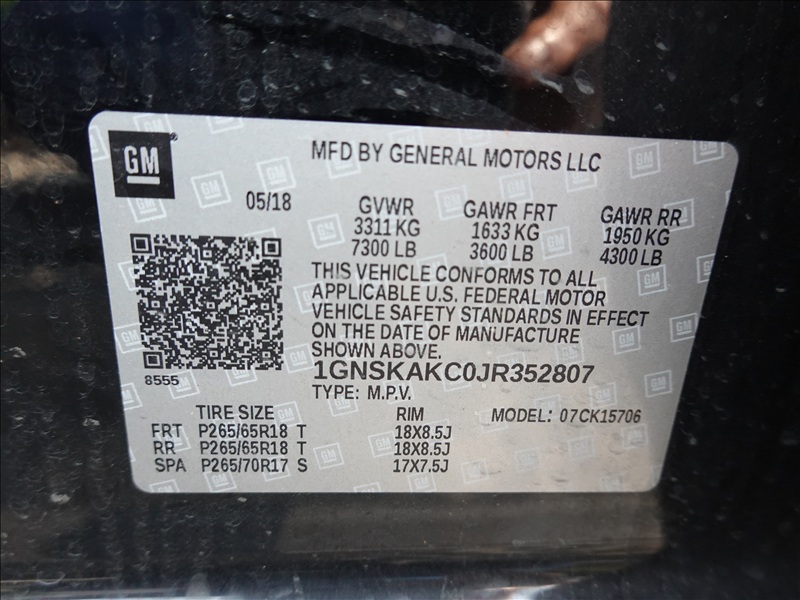 GM
MFD BY GENERAL MOTORS LLC
05/18
GVWR GAWR FRT GAWR RR
3311 KG 1633 KG 1950 KG
7300 LB 3600 LB 4300 LB
THIS VEHICLE CONFORMS TO ALL
APPLICABLE U.S. FEDERAL MOTOR
VEHICLE SAFETY STANDARDS IN EFFECT
ON THE DATE OF MANUFACTURE
SHOWN ABOVE.
8555
1GNSKAKC0JR352807
TYPE: M.P.V.
TIRE SIZE RIM MODEL: 07CK15706
FRT P265/65R18 T 18X8.5J
RR P265/65R18 T 18X8.5J
SPA P265/70R17 S 17X7.5J